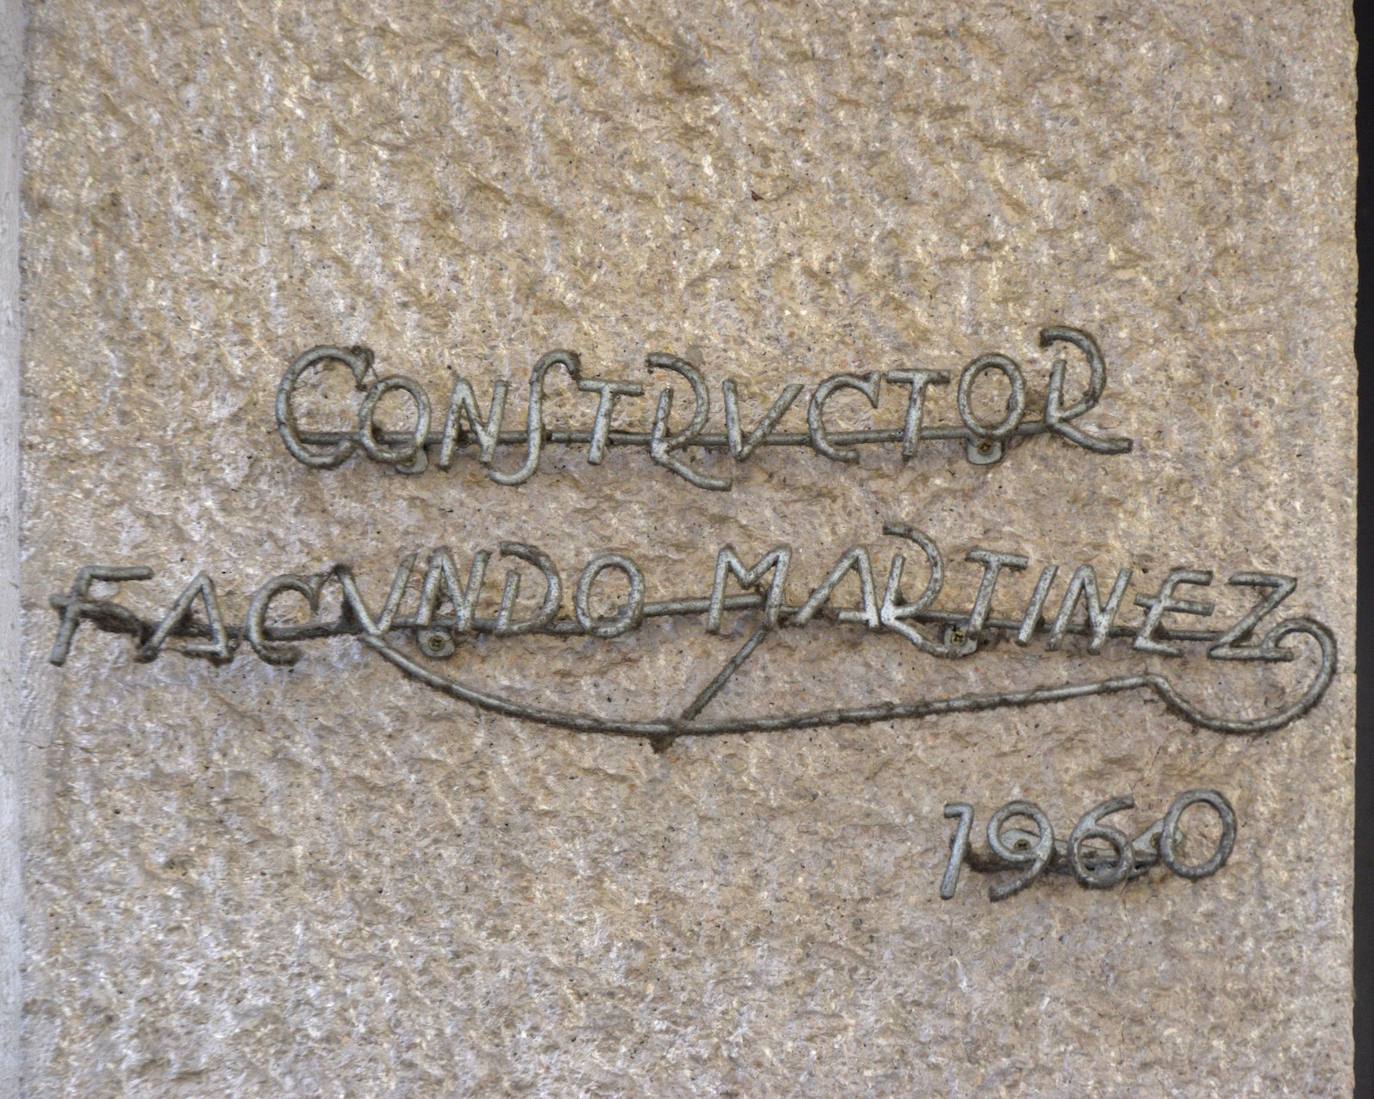 CONSTRVCTOR
FACVNDO MARTINEZ
1960